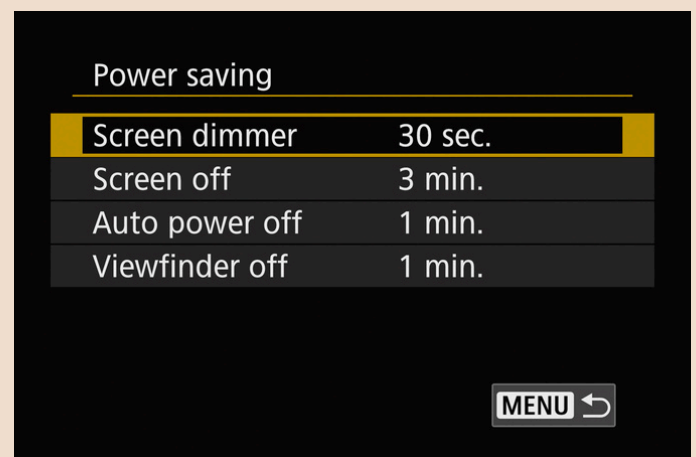 Power saving
Screen dimmer 30 sec.
Screen off 3 min.
Auto power off 1 min.
Viewfinder off 1 min.
MENU